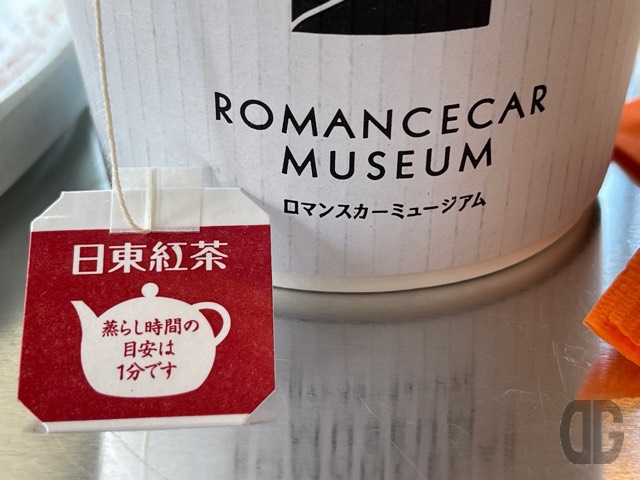 ROMANCECAR
MUSEUM
ロマンスカーミュージアム
日東紅茶
蒸らし時間の
目安は
1分です
DG